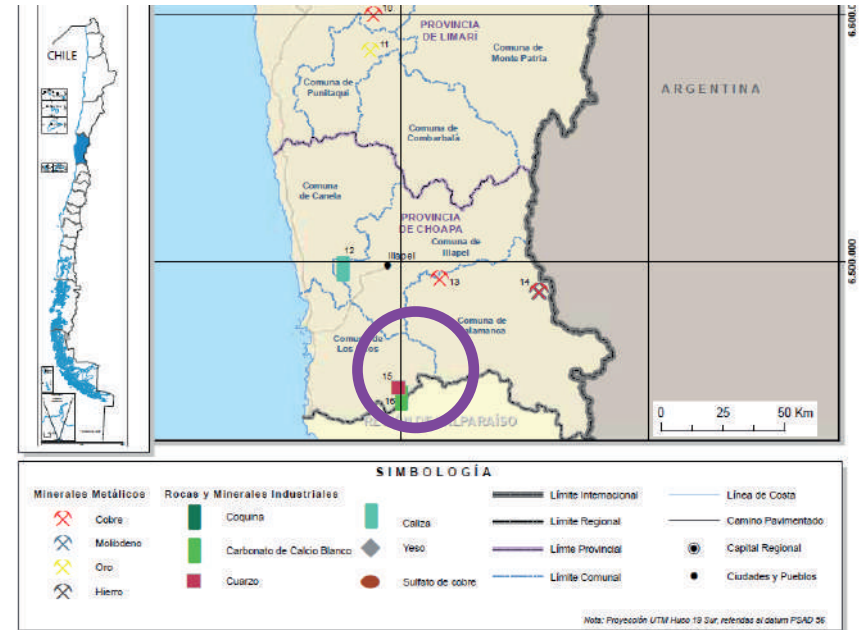 CHILE
10
PROVINCIA
DE LIMARÍ
11
Comuna de
Monte Patria
Comuna de
Punitaqui
ARGENTINA
Comuna de
Combarbalá
Comuna
de Canela
PROVINCIA
DE CHOAPA
Comuna de
Illapel
12
Illapel
13
14
Comuna de
Salamanca
Comuna de
Los
15
16
6.500.000
0 25 50 Km
SIMBOLOGÍA
Minerales Metálicos
Cobre
Molibdeno
Oro
Hierro
Rocas y Minerales Industriales
Coquina
Carbonato de Calcio Blanco
Cuarzo
Caliza
Yeso
Sulfato de cobre
Límite Internacional
Límite Regional
Límite Provincial
Límite Comunal
Línea de Costa
Camino Pavimentado
Capital Regional
Ciudades y Pueblos
Nota: Proyección UTM Huso 19 Sur, referidas al datum PSAD 56